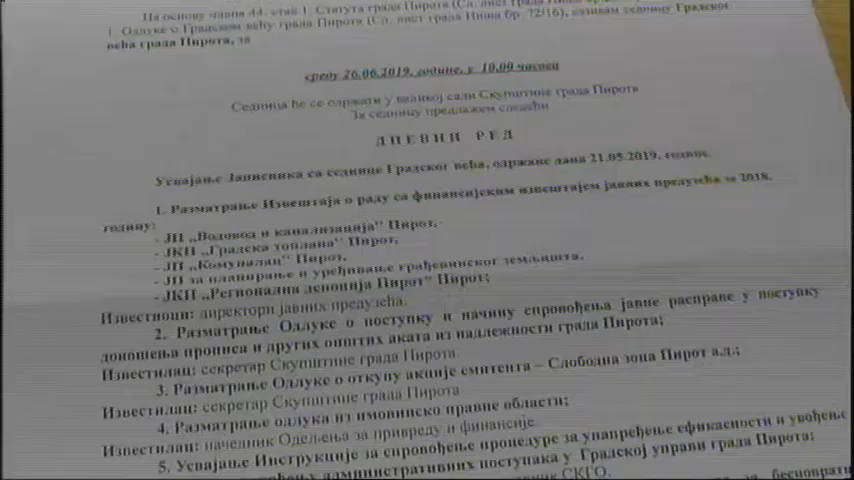 На основу члана 44. став 1. Статута града Пирота (Сл. лист града Ниша
1. Одлуке о Градском већу града Пирота (Сл. лист града Ниша бр. 72/16), сазивам седницу Градског
већа града Пирота, за
среду 26.06.2019. године, у 10,00 часови
Седница ће се одржати у великој сали Скупштине града Пирота
За седницу предлажем следећи
ДНЕВНИ РЕД
Усвајање Записника са седнице Градског већа, одржане дана 21.05.2019. године.
1. Разматрање Извештаја о раду са финансијским извештајем јавних предузећа за 2018.
годину:
- ЈП „Водовод и канализација" Пирот,
- ЈКП „Градска топлана" Пирот,
- ЈП „Комуналац" Пирот,
- ЈП за планирање и уређивање грађевинског земљишта,
- ЈКП „Регионална депонија Пирот" Пирот;
Известиоци: директори јавних предузећа.
2. Разматрање Одлуке о поступку и начину спровођења јавне расправе у поступку
доношења прописа и других општих аката из надлежности града Пирота;
Известилац: секретар Скупштине града Пирота.
3. Разматрање Одлуке о откупу акције емитента – Слободна зона Пирот а.д.;
Известилац: секретар Скупштине града Пирота
4. Разматрање одлука из имовинско правне области;
Известилац: начелник Одељења за привреду и финансије
5. Усвајање Инструкције за спровођење процедуре за унапређење ефикасности и увођење
административних поступака у Градској управи града Пирота;
СКГО.
за бесповратн